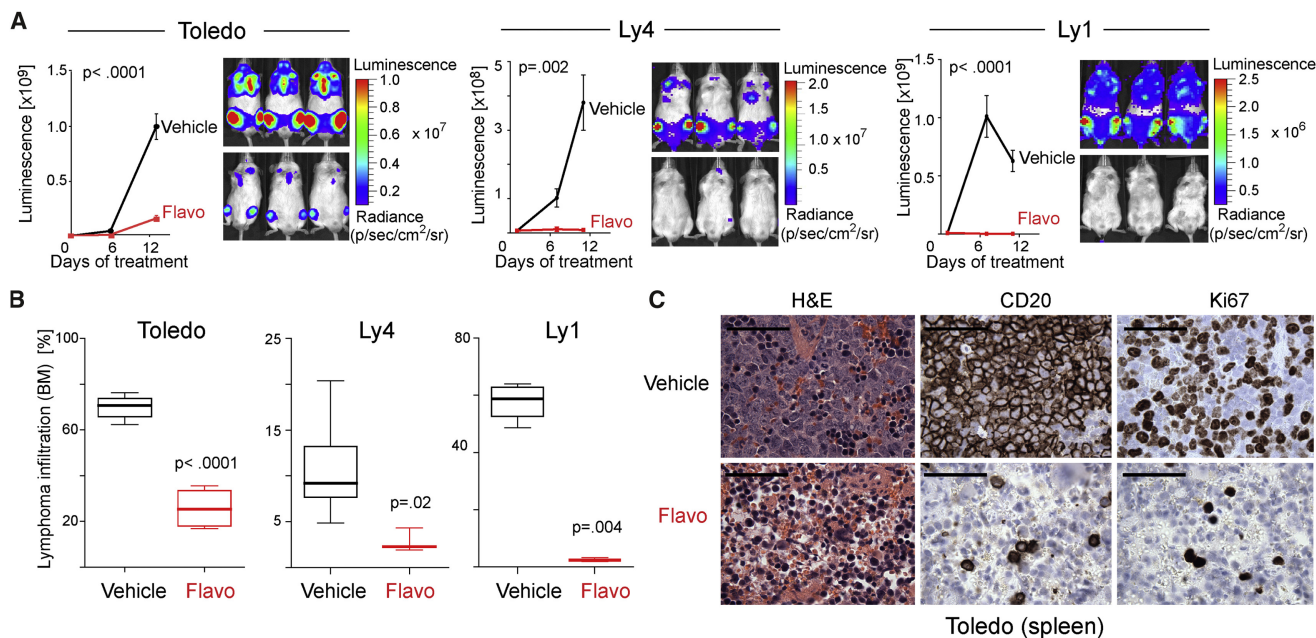 A
Toledo
Ly4
Ly1
Luminescence [x10⁹]
1.5
1.0
0.5
p< .0001
Vehicle
Flavo
0
6
12
Days of treatment
Luminescence
1.0
0.8
0.6
x 10⁷
0.4
0.2
Radiance
(p/sec/cm²/sr)
Luminescence [x10⁸]
5
4
2
1
p=.002
Vehicle
Flavo
0
6
12
Days of treatment
Luminescence
2.0
1.5
1.0
x 10⁷
0.5
Radiance
(p/sec/cm²/sr)
Luminescence [x10⁹]
1.5
1.0
0.5
p< .0001
Vehicle
Flavo
0
6
12
Days of treatment
Luminescence
2.5
2.0
1.5
x 10⁶
1.0
0.5
Radiance
(p/sec/cm²/sr)
B
Lymphoma infiltration (BM) [%]
Toledo
100
60
20
p< .0001
Vehicle
Flavo
Ly4
25
15
5
p=.02
Vehicle
Flavo
Ly1
80
40
p=.004
Vehicle
Flavo
C
H&E
CD20
Ki67
Vehicle
Flavo
Toledo (spleen)